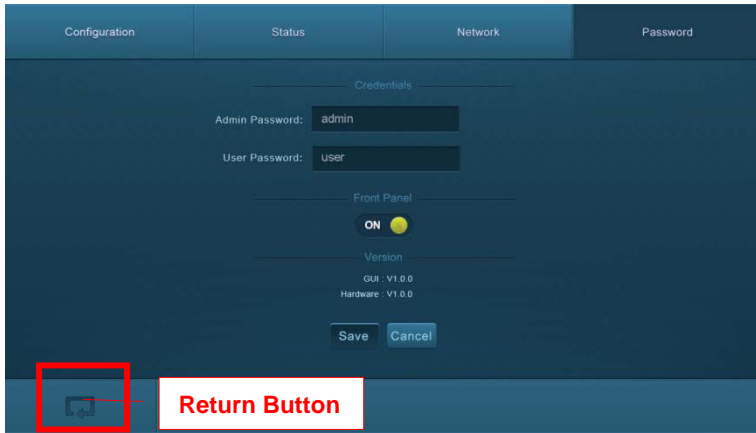 Configuration Status Network Password
Credentials
Admin Password: admin
User Password: user
Front Panel
ON
Version
GUI : V1.0.0
Hardware : V1.0.0
Save Cancel
Return Button